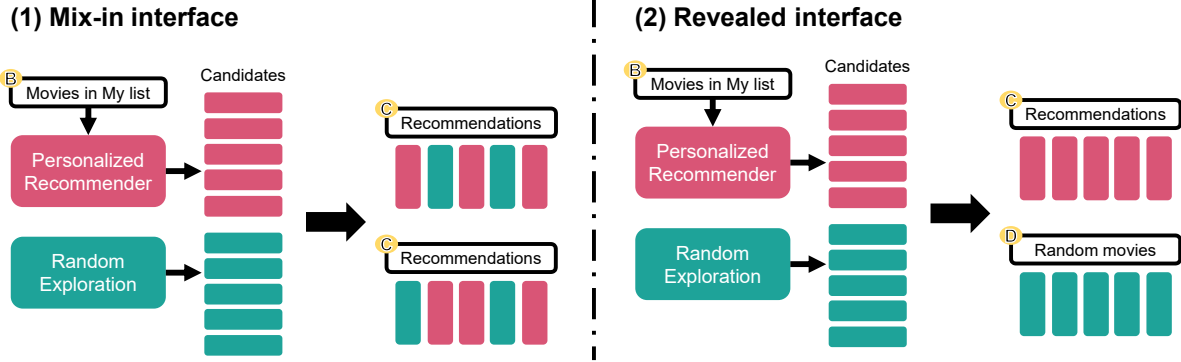 (1) Mix-in interface
B
Movies in My list
Candidates
Personalized
Recommender
Random
Exploration
C
Recommendations
C
Recommendations
(2) Revealed interface
B
Movies in My list
Candidates
Personalized
Recommender
Random
Exploration
C
Recommendations
D
Random movies